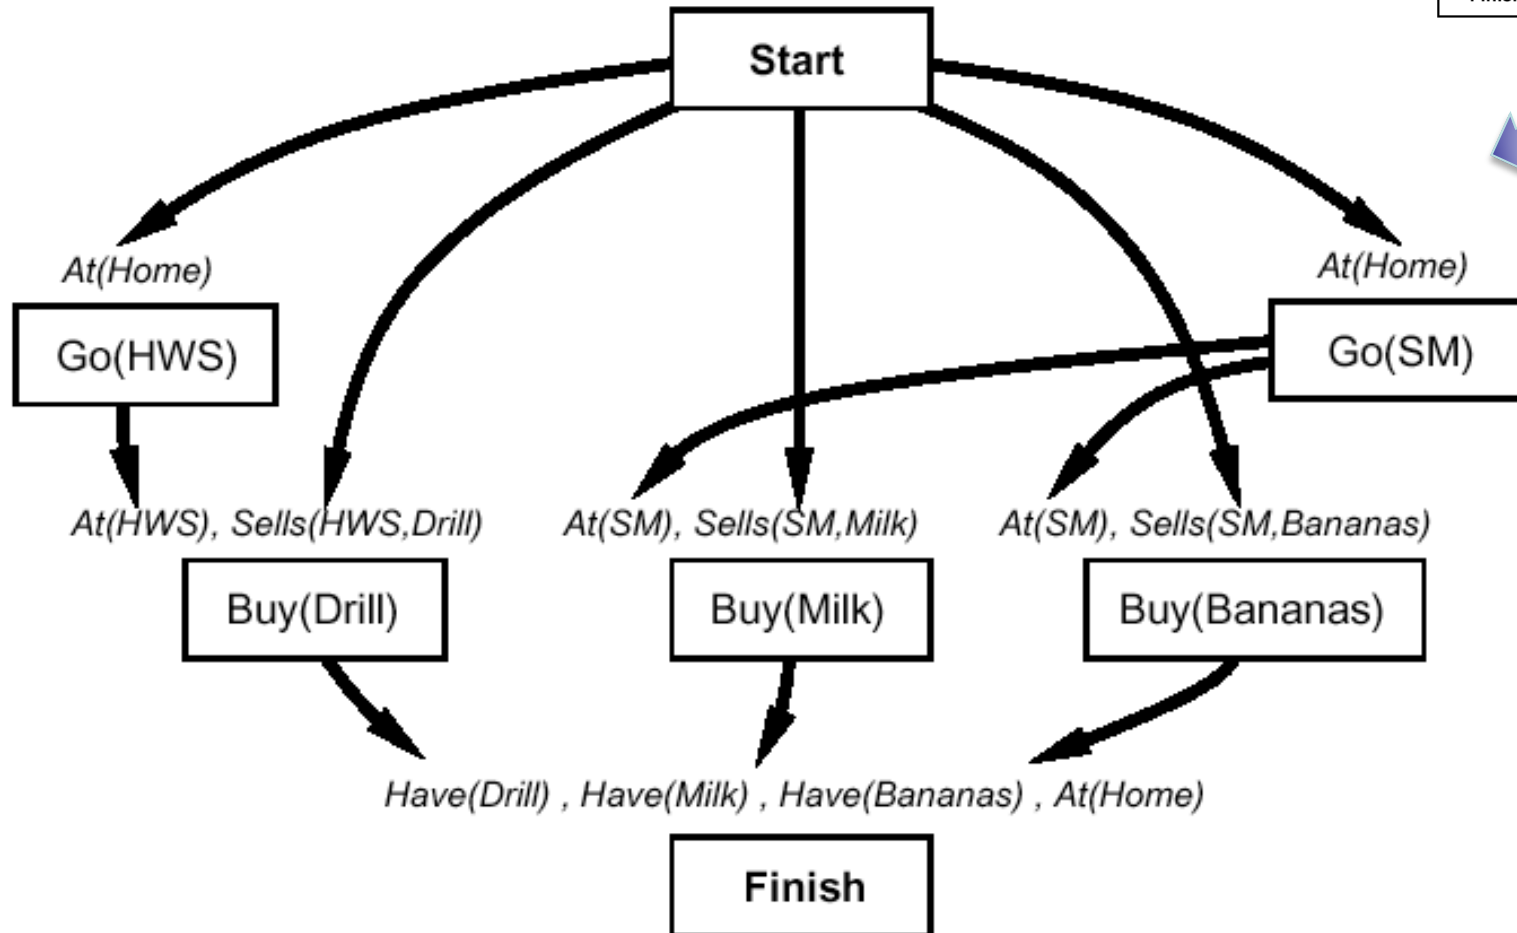 Start
At(Home)
At(Home)
Go(HWS)
Go(SM)
At(HWS), Sells(HWS,Drill)
At(SM), Sells(SM,Milk)
At(SM), Sells(SM,Bananas)
Buy(Drill)
Buy(Milk)
Buy(Bananas)
Have(Drill) , Have(Milk) , Have(Bananas) , At(Home)
Finish